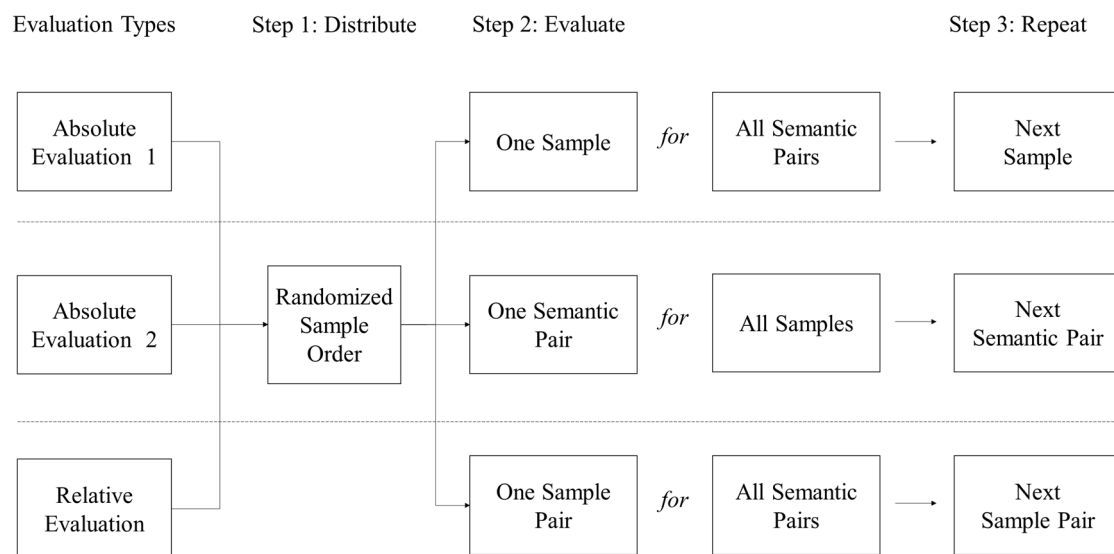 Evaluation Types
Step 1: Distribute
Step 2: Evaluate
Step 3: Repeat
Absolute
Evaluation 1
One Sample
for
All Semantic
Pairs
Next
Sample
Absolute
Evaluation 2
Randomized
Sample
Order
One Semantic
Pair
for
All Samples
Next
Semantic Pair
Relative
Evaluation
One Sample
Pair
for
All Semantic
Pairs
Next
Sample Pair